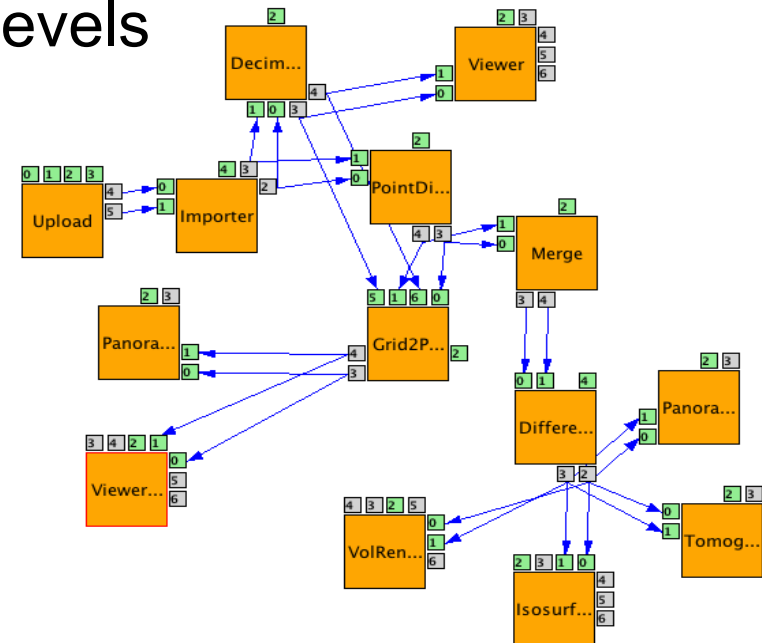 evels
2
Decim...
4
1 0 3
2 3
Viewer
4
5
6
1
0
0 1 2 3
Upload
4
5
0
1
4 3
Importer
2
2
1
0
PointDi...
4 3
2
1
0
Merge
3 4
2 3
Panora...
1
0
5 1 6 0
Grid2P...
4
3
2
3 4 2 1
Viewer...
0
5
6
0 1 4
Differe...
3 2
2 3
Panora...
1
0
4 3 2 5
VolRen...
0
1
6
2 3 1 0
Isosurf...
4
5
6
2 3
Tomog...
0
1